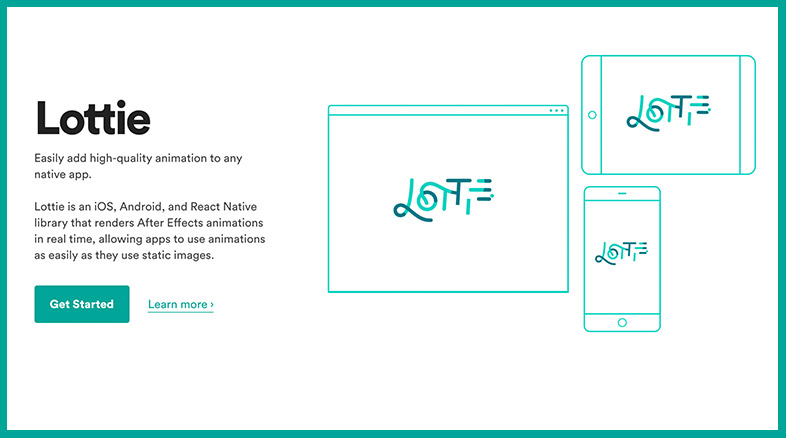 Lottie
Easily add high-quality animation to any
native app.
Lottie is an iOS, Android, and React Native
library that renders After Effects animations
in real time, allowing apps to use animations
as easily as they use static images.
Get Started
Learn more ›
LOTTIE
LOTTIE
LOTTIE